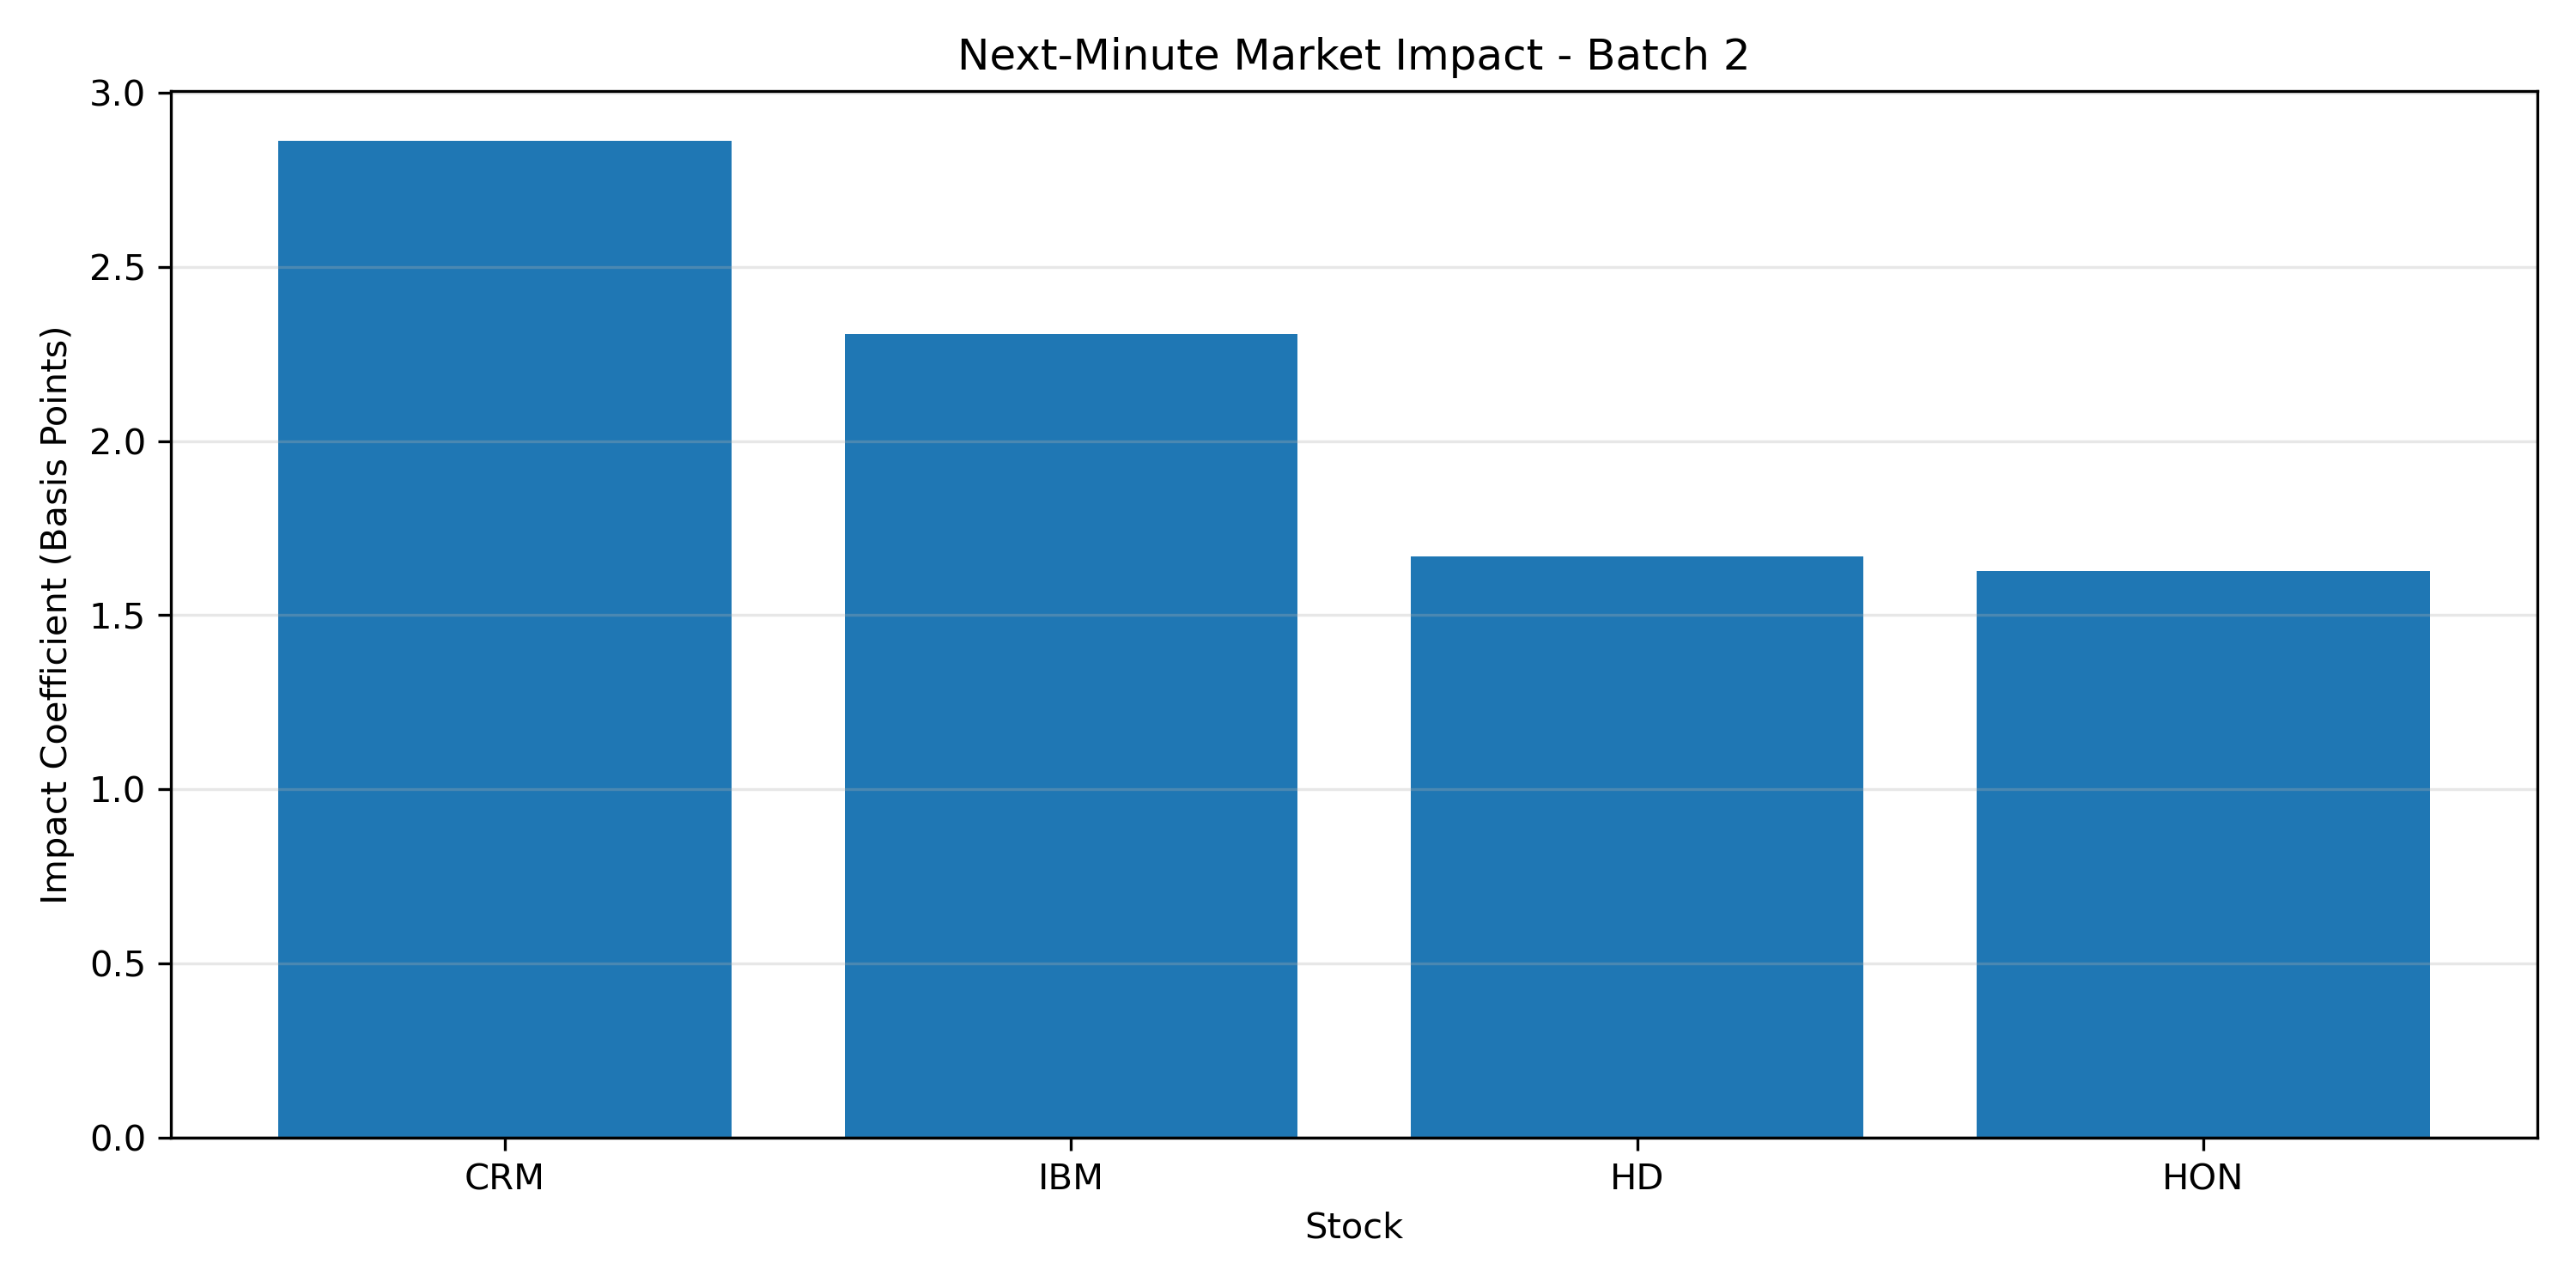 Next-Minute Market Impact - Batch 2
Impact Coefficient (Basis Points)
3.0
2.5
2.0
1.5
1.0
0.5
0.0
CRM IBM HD HON
Stock